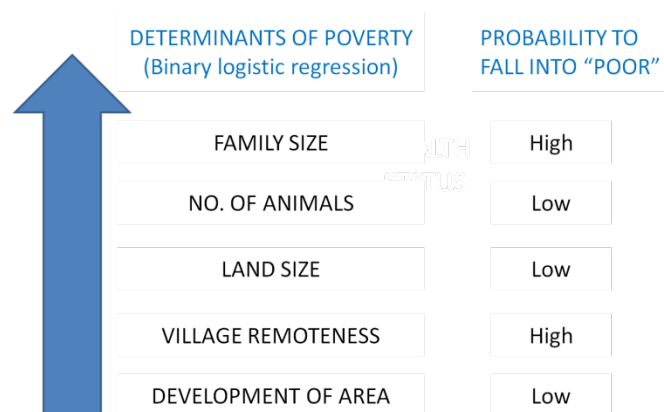 DETERMINANTS OF POVERTY
(Binary logistic regression)
PROBABILITY TO
FALL INTO “POOR”
FAMILY SIZE
High
NO. OF ANIMALS
Low
LAND SIZE
Low
VILLAGE REMOTENESS
High
DEVELOPMENT OF AREA
Low